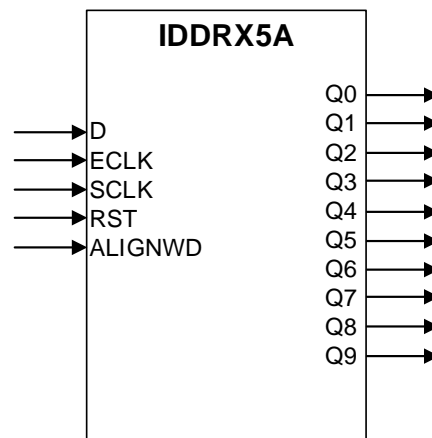 IDDRX5A
D
ECLK
SCLK
RST
ALIGNWD
Q0
Q1
Q2
Q3
Q4
Q5
Q6
Q7
Q8
Q9